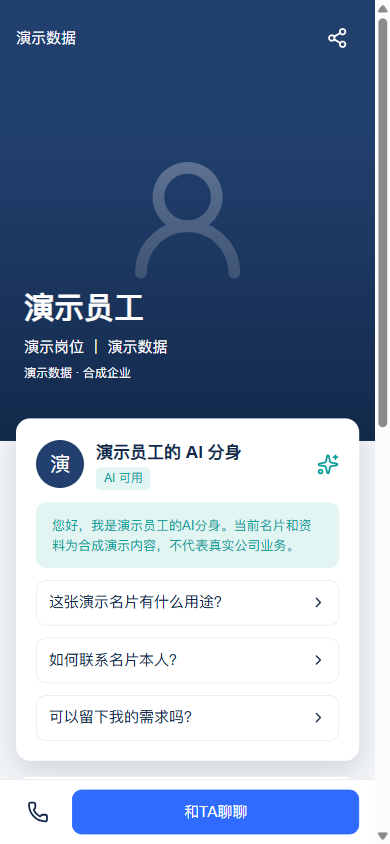 演示数据
演示员工
演示岗位 | 演示数据
演示数据 · 合成企业
演
演示员工的 AI 分身
AI 可用
您好，我是演示员工的AI分身。当前名片和资
料为合成演示内容，不代表真实公司业务。
这张演示名片有什么用途?
如何联系名片本人?
可以留下我的需求吗?
和TA聊聊